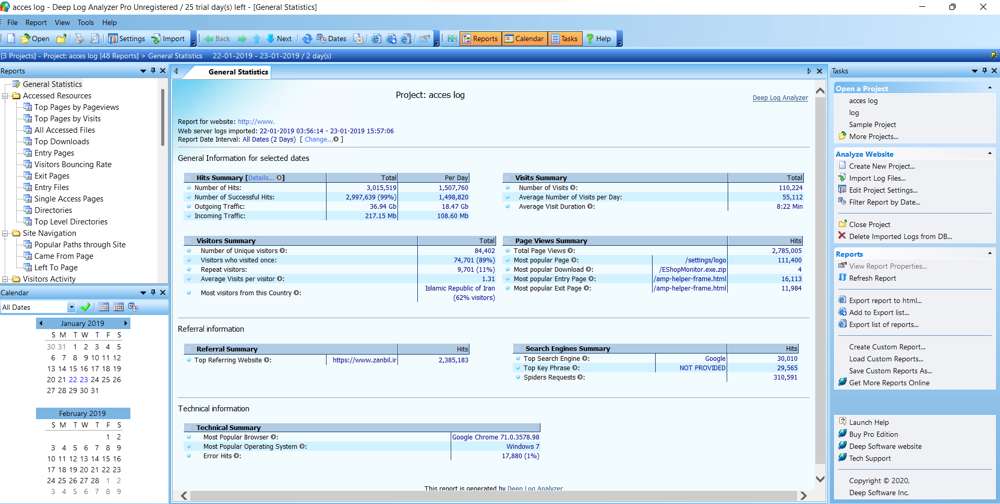 acces log - Deep Log Analyzer Pro Unregistered / 25 trial day(s) left - [General Statistics]
File Report View Tools Help
Open Settings Import Back Next Dates Reports Calendar Tasks Help
[3 Projects] - Project: acces log [48 Reports] > General Statistics 22-01-2019 - 23-01-2019 / 2 day(s)
Reports
General Statistics
Accessed Resources
Top Pages by Pageviews
Top Pages by Visits
All Accessed Files
Top Downloads
Entry Pages
Visitors Bouncing Rate
Exit Pages
Entry Files
Single Access Pages
Directories
Top Level Directories
Site Navigation
Popular Paths through Site
Came From Page
Left To Page
Visitors Activity
Calendar
All Dates
January 2019
S M T W T F S
30 31 1 2 3 4 5
6 7 8 9 10 11 12
13 14 15 16 17 18 19
20 21 22 23 24 25 26
27 28 29 30 31
February 2019
S M T W T F S
1 2
3 4 5 6 7 8 9
10 11 12 13 14 15 16
17 18 19 20 21 22 23
24 25 26 27 28 1 2
3 4 5 6 7 8 9
General Statistics
Project: acces log
Deep Log Analyzer
Report for website: http://www.
Web server logs imported: 22-01-2019 03:56:14 - 23-01-2019 15:57:06
Report Date Interval: All Dates (2 Days) [ Change... ]
General Information for selected dates
Hits Summary [Details... ] Total Per Day
Number of Hits: 3,015,519 1,507,760
Number of Successful Hits: 2,997,639 (99%) 1,498,820
Outgoing Traffic: 36.94 Gb 18.47 Gb
Incoming Traffic: 217.15 Mb 108.60 Mb
Visits Summary Total
Number of Visits : 110,224
Average Number of Visits per Day: 55,112
Average Visit Duration : 8:22 Min
Visitors Summary Total
Number of Unique visitors : 84,402
Visitors who visited once: 74,701 (89%)
Repeat visitors: 9,701 (11%)
Average Visits per visitor : 1.31
Most visitors from this Country : Islamic Republic of Iran
(62% visitors)
Page Views Summary Hits
Total Page Views : 2,785,005
Most popular Page : /settings/logo 111,400
Most popular Download : /EShopMonitor.exe.zip 4
Most popular Entry Page : /amp-helper-frame.html 16,113
Most popular Exit Page : /amp-helper-frame.html 11,984
Referral information
Referral Summary Hits
Top Referring Website : https://www.zanbil.ir 2,385,183
Search Engines Summary Hits
Top Search Engine : Google 30,010
Top Key Phrase : NOT PROVIDED 29,565
Spiders Requests : 310,591
Technical information
Technical Summary
Most Popular Browser : Google Chrome 71.0.3578.98
Most Popular Operating System : Windows 7
Error Hits : 17,880 (1%)
This report is generated by Deep Log Analyzer
Tasks
Open a Project
acces log
log
Sample Project
More Projects...
Analyze Website
Create New Project...
Import Log Files...
Edit Project Settings...
Filter Report by Date...
Close Project
Delete Imported Logs from DB...
Reports
View Report Properties...
Refresh Report
Export report to html...
Add to Export list...
Export list of reports...
Create Custom Report...
Load Custom Reports...
Save Custom Reports As...
Get More Reports Online
Launch Help
Buy Pro Edition
Deep Software website
Tech Support
Copyright © 2020,
Deep Software Inc.